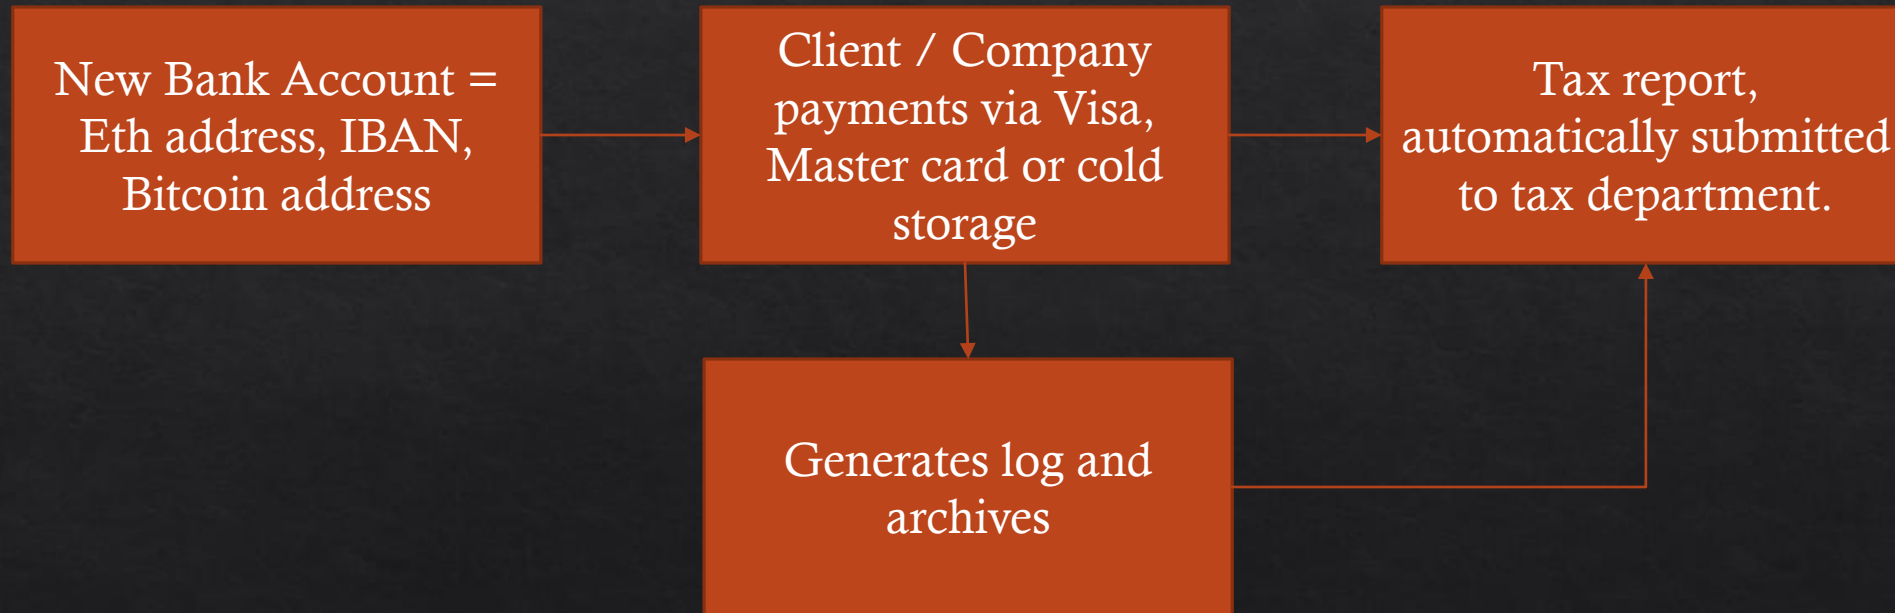 New Bank Account =
Eth address, IBAN,
Bitcoin address
Client / Company
payments via Visa,
Master card or cold
storage
Tax report,
automatically submitted
to tax department.
Generates log and
archives